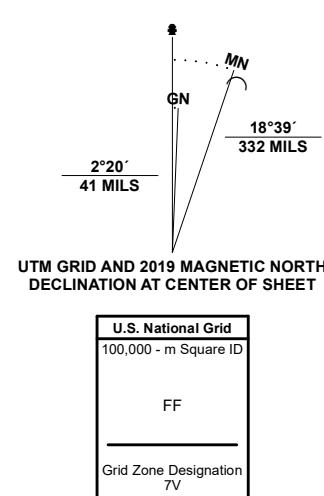 MN
GN
18°39´
332 MILS
2°20´
41 MILS
UTM GRID AND 2019 MAGNETIC NORTH
DECLINATION AT CENTER OF SHEET
U.S. National Grid
100,000 - m Square ID
FF
Grid Zone Designation
7V